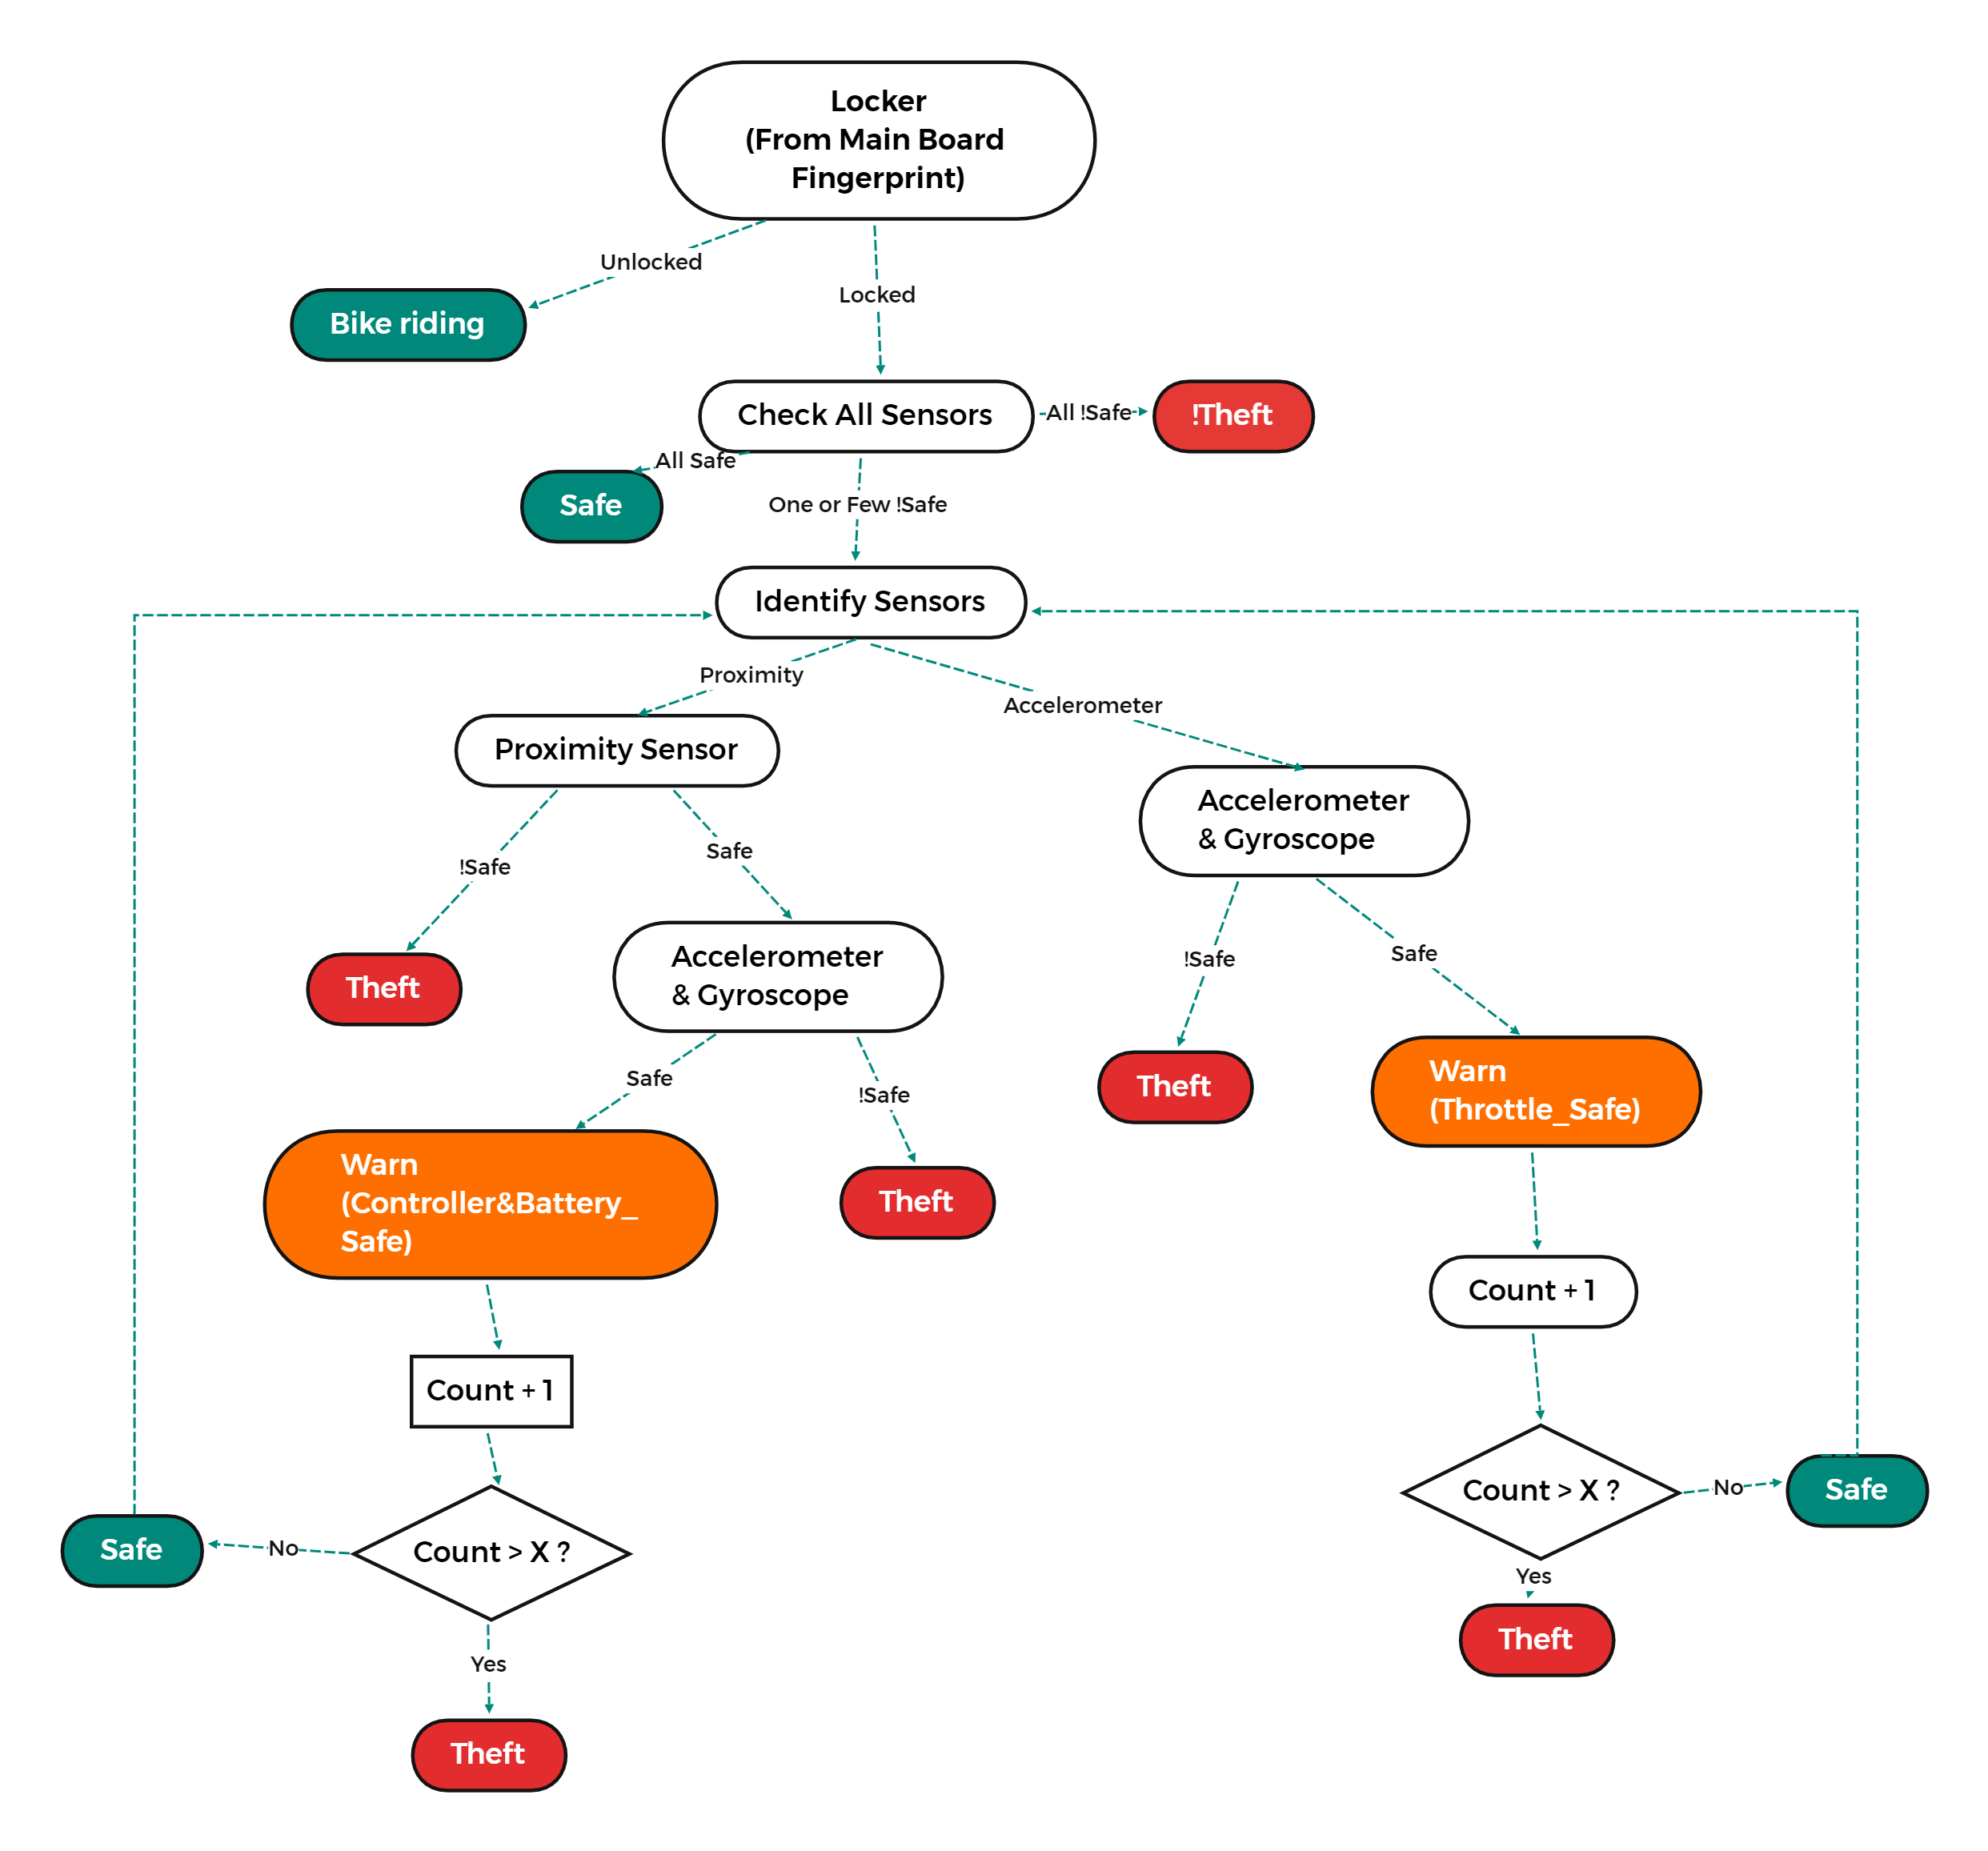 Locker
(From Main Board
Fingerprint)
Unlocked
Locked
Bike riding
Check All Sensors
All !Safe
!Theft
All Safe
Safe
One or Few !Safe
Identify Sensors
Proximity
Accelerometer
Proximity Sensor
Accelerometer
& Gyroscope
!Safe
Safe
Theft
Accelerometer
& Gyroscope
!Safe
Safe
Safe
!Safe
Theft
Warn
(Throttle_Safe)
Warn
(Controller&Battery_
Safe)
Theft
Count + 1
Count + 1
Count > X ?
No
Safe
Yes
Theft
Safe
No
Count > X ?
Yes
Theft